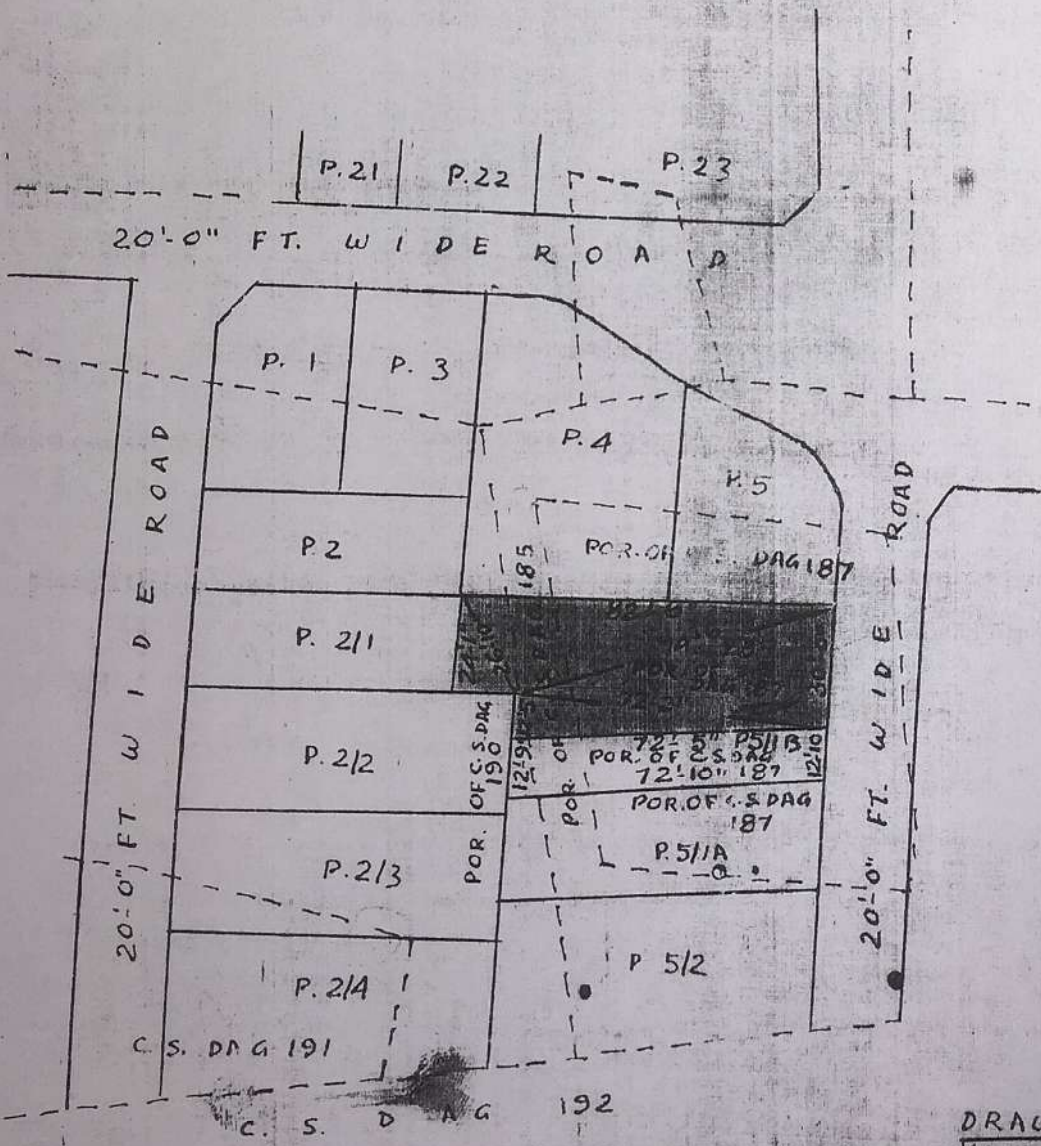 P.21
P.22
P.23
20'-0" FT. WIDE ROAD
P. 1
P. 3
P.4
P.5
P.2
POR.OF
DAG 187
185
20'-0" FT WIDE ROAD
20'-0" FT. WIDE ROAD
P. 2/1
P. 2/2
POR. OF C.S.DAG 190
12'-9"
POR. OF
72'-5" P5/1B
POR. OF C.S.DAG
72'-10" 187
12'-10
POR.OF C.S DAG
187
P.5/1A
P.2/3
P 5/2
P. 2/4
C.S. DAG 191
C. S. DAG 192